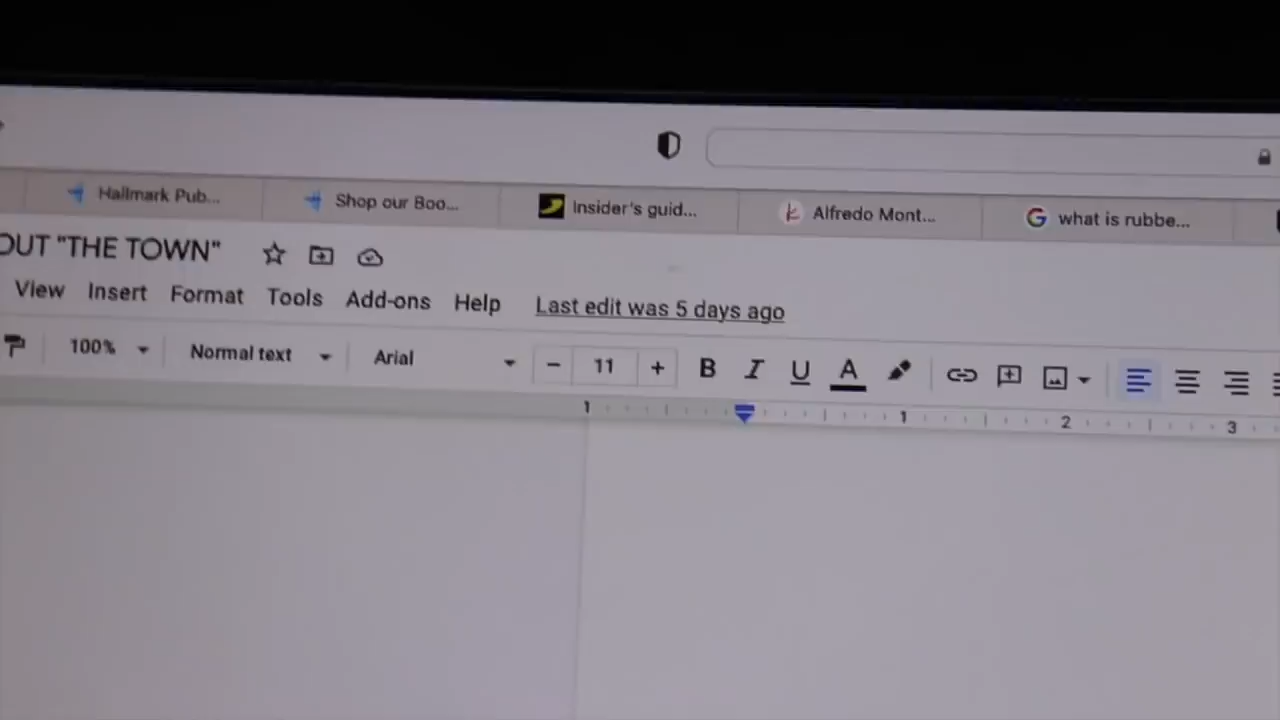 Hallmark Pub... Shop our Boo... Insider's guid... Alfredo Mont... what is rubbe...
OUT "THE TOWN"
View Insert Format Tools Add-ons Help Last edit was 5 days ago
100% Normal text Arial - 11 + B I U A
1 1 2 3